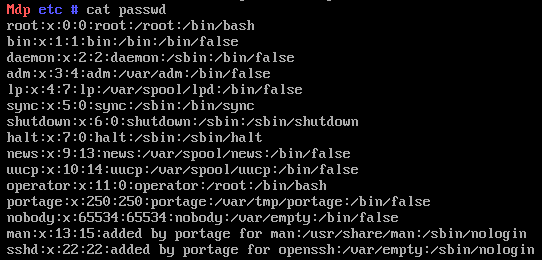 Mdp etc # cat passwd
root:x:0:0:root:/root:/bin/bash
bin:x:1:1:bin:/bin:/bin/false
daemon:x:2:2:daemon:/sbin:/bin/false
adm:x:3:4:adm:/var/adm:/bin/false
lp:x:4:7:lp:/var/spool/lpd:/bin/false
sync:x:5:0:sync:/sbin:/bin/sync
shutdown:x:6:0:shutdown:/sbin:/sbin/shutdown
halt:x:7:0:halt:/sbin:/sbin/halt
news:x:9:13:news:/var/spool/news:/bin/false
uucp:x:10:14:uucp:/var/spool/uucp:/bin/false
operator:x:11:0:operator:/root:/bin/bash
portage:x:250:250:portage:/var/tmp/portage:/bin/false
nobody:x:65534:65534:nobody:/var/empty:/bin/false
man:x:13:15:added by portage for man:/usr/share/man:/sbin/nologin
sshd:x:22:22:added by portage for openssh:/var/empty:/sbin/nologin